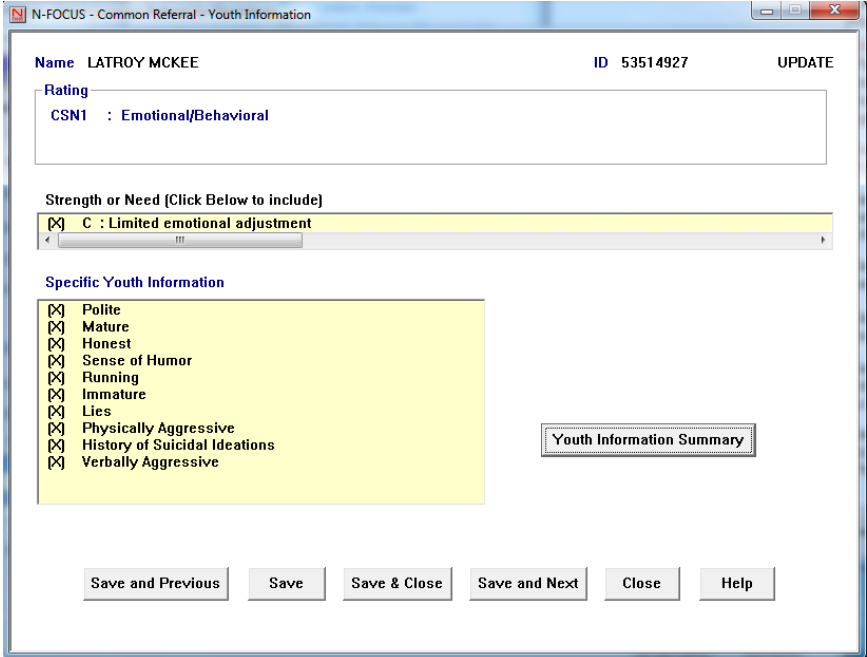 N-FOCUS - Common Referral - Youth Information
Name LATROY MCKEE ID 53514927 UPDATE
Rating
CSN1 : Emotional/Behavioral
Strength or Need (Click Below to include)
[X] C : Limited emotional adjustment
Specific Youth Information
[X] Polite
[X] Mature
[X] Honest
[X] Sense of Humor
[X] Running
[X] Immature
[X] Lies
[X] Physically Aggressive
[X] History of Suicidal Ideations
[X] Verbally Aggressive
Youth Information Summary
Save and Previous Save Save & Close Save and Next Close Help